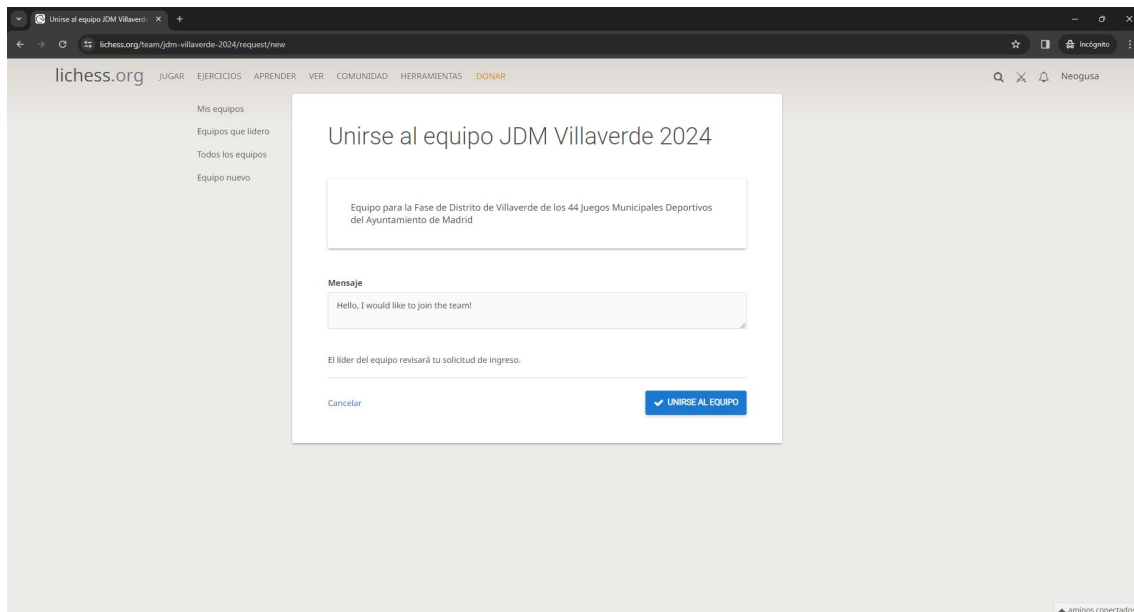 Unirse al equipo JDM Villaverd
lichess.org/team/jdm-villaverde-2024/request/new
Incógnito
lichess.org JUGAR EJERCICIOS APRENDER VER COMUNIDAD HERRAMIENTAS DONAR Neogusa
Mis equipos
Equipos que lidero
Todos los equipos
Equipo nuevo
Unirse al equipo JDM Villaverde 2024
Equipo para la Fase de Distrito de Villaverde de los 44 Juegos Municipales Deportivos
del Ayuntamiento de Madrid
Mensaje
Hello, I would like to join the team!
El líder del equipo revisará tu solicitud de ingreso.
Cancelar
UNIRSE AL EQUIPO
amigos conectados